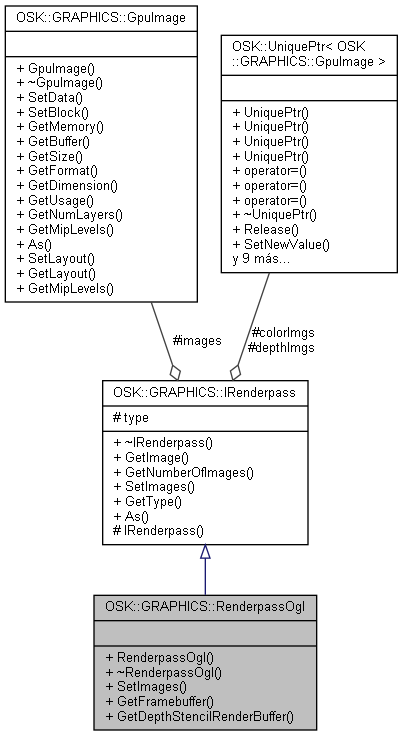 OSK::GRAPHICS::GpuImage
+ GpuImage()
+ ~GpuImage()
+ SetData()
+ SetBlock()
+ GetMemory()
+ GetBuffer()
+ GetSize()
+ GetFormat()
+ GetDimension()
+ GetUsage()
+ GetNumLayers()
+ GetMipLevels()
+ As()
+ SetLayout()
+ GetLayout()
+ GetMipLevels()
OSK::UniquePtr< OSK
::GRAPHICS::GpuImage >
+ UniquePtr()
+ UniquePtr()
+ UniquePtr()
+ UniquePtr()
+ operator=()
+ operator=()
+ operator=()
+ ~UniquePtr()
+ Release()
+ SetNewValue()
y 9 más...
#images
#colorImgs
#depthImgs
OSK::GRAPHICS::IRenderpass
# type
+ ~IRenderpass()
+ GetImage()
+ GetNumberOfImages()
+ SetImages()
+ GetType()
+ As()
# IRenderpass()
OSK::GRAPHICS::RenderpassOgl
+ RenderpassOgl()
+ ~RenderpassOgl()
+ SetImages()
+ GetFramebuffer()
+ GetDepthStencilRenderBuffer()